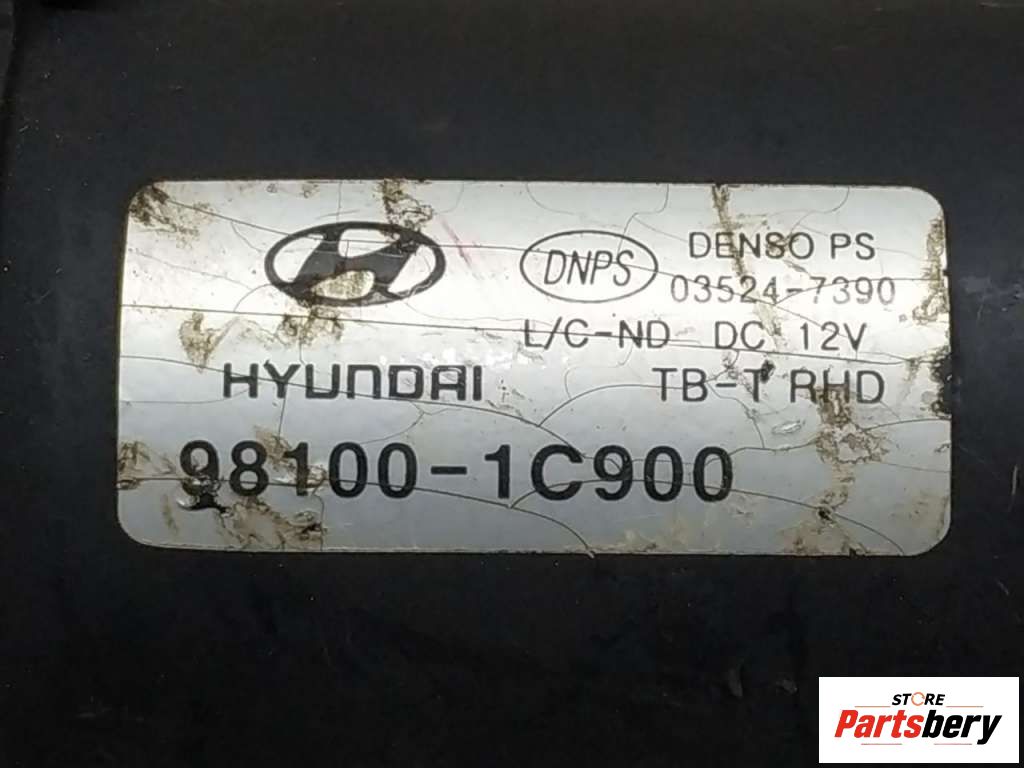 DNPS
DENSO PS
03524-7390
L/C-ND DC 12V
HYUNDAI
TB-T RHD
98100-1C900
STORE
Partsbery